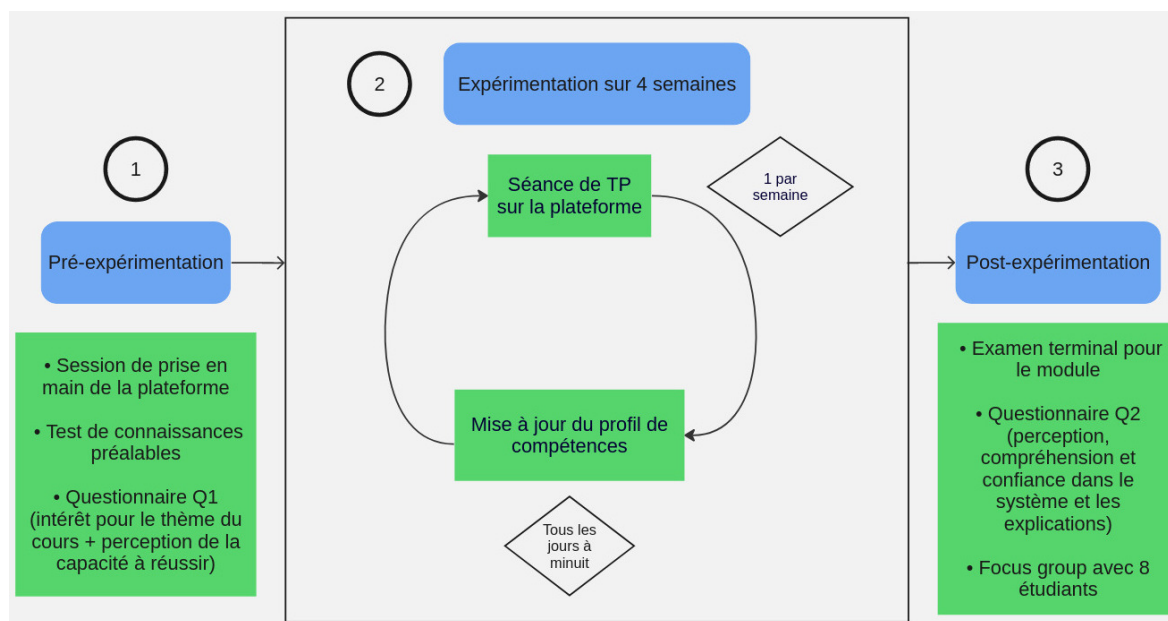 1
Pré-expérimentation
• Session de prise en
main de la plateforme
• Test de connaissances
préalables
• Questionnaire Q1
(intérêt pour le thème du
cours + perception de la
capacité à réussir)
2
Expérimentation sur 4 semaines
Séance de TP
sur la plateforme
1 par
semaine
Mise à jour du profil de
compétences
Tous les
jours à
minuit
3
Post-expérimentation
• Examen terminal pour
le module
• Questionnaire Q2
(perception,
compréhension et
confiance dans le
système et les
explications)
• Focus group avec 8
étudiants